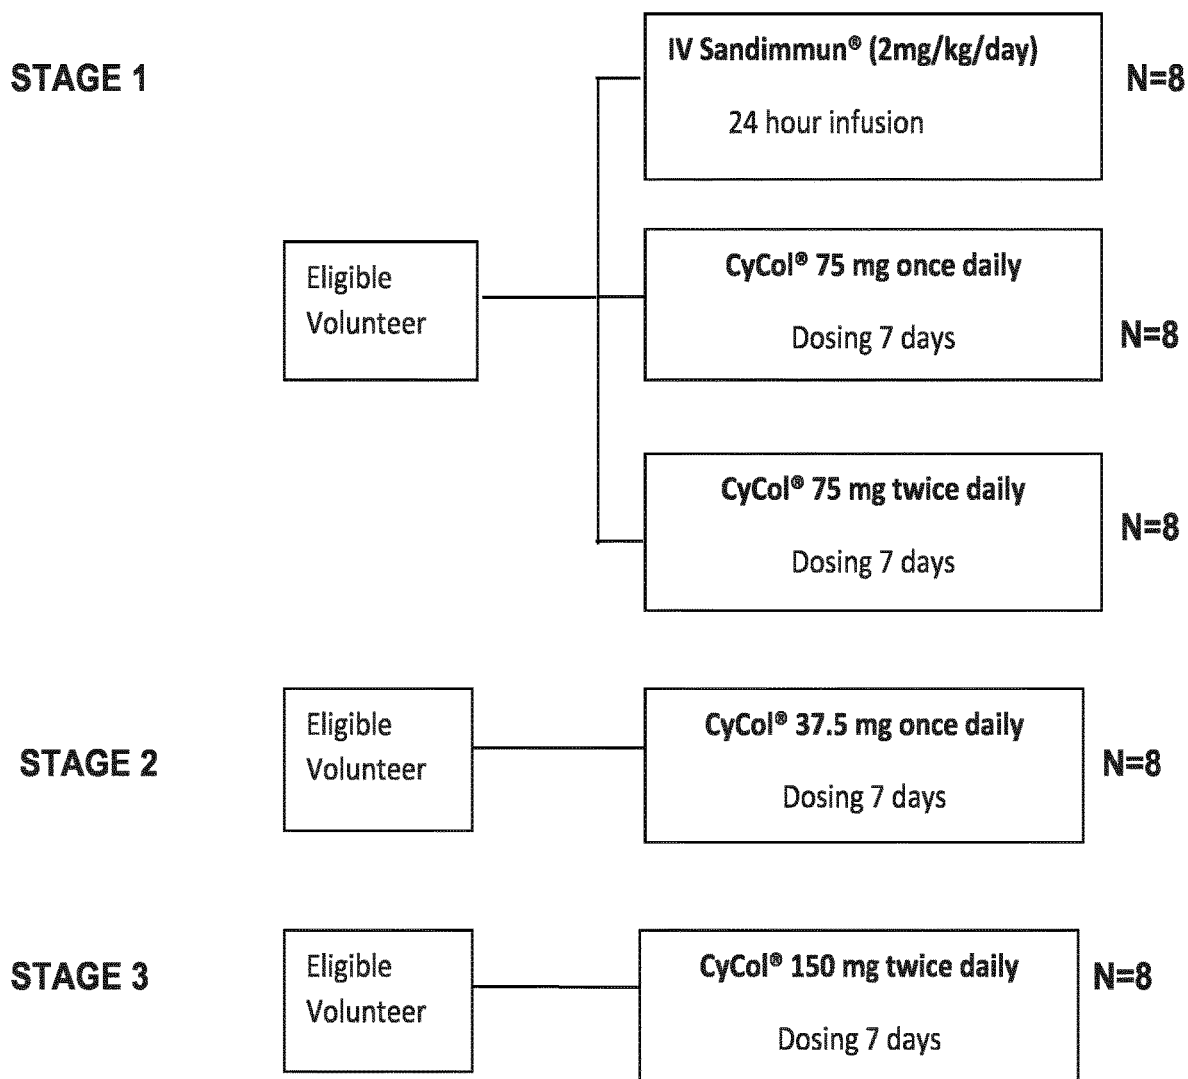 STAGE 1
IV Sandimmun® (2mg/kg/day)
24 hour infusion
N=8
Eligible
Volunteer
CyCol® 75 mg once daily
Dosing 7 days
N=8
CyCol® 75 mg twice daily
Dosing 7 days
N=8
STAGE 2
Eligible
Volunteer
CyCol® 37.5 mg once daily
Dosing 7 days
N=8
STAGE 3
Eligible
Volunteer
CyCol® 150 mg twice daily
Dosing 7 days
N=8